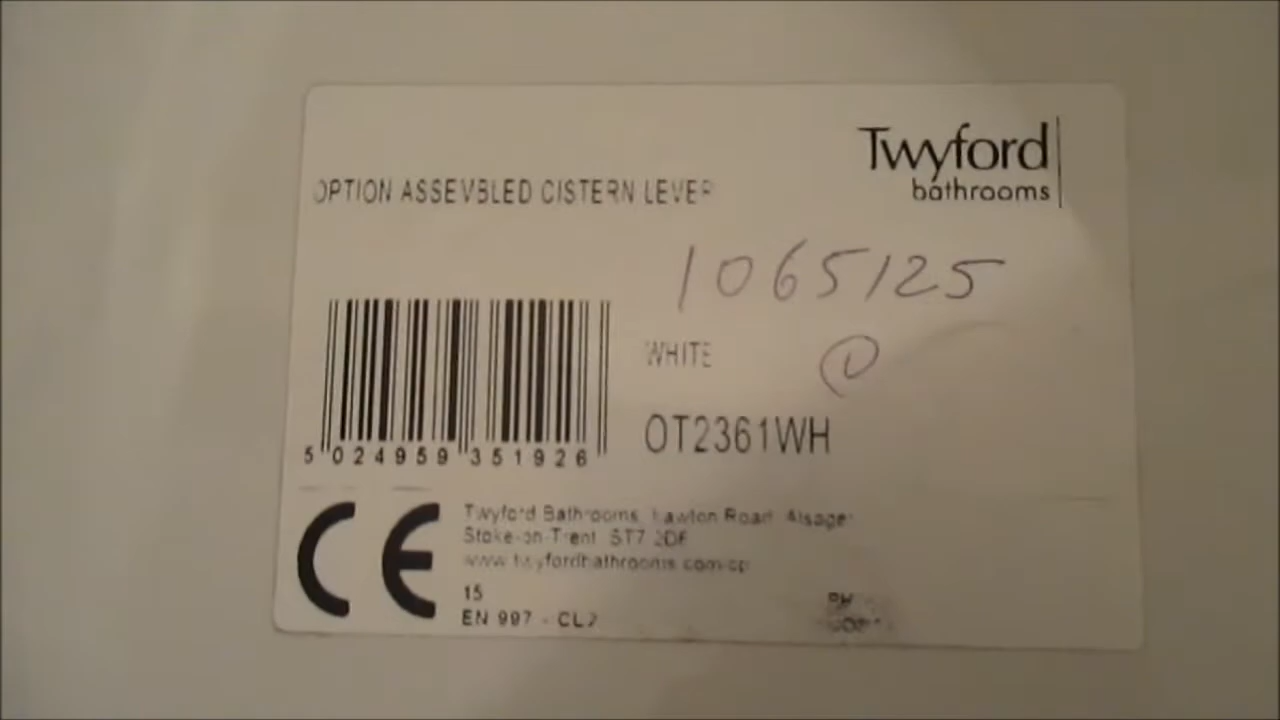 Twyford
bathrooms
OPTION ASSEMBLED CISTERN LEVER
1065125
WHITE
OT2361WH
5 024959 351926
CE
Twyford Bathrooms, Lawton Road, Alsager
Stoke-on-Trent, ST7 2DF
www.twyfordbathrooms.com/cp
15
EN 997 - CL2